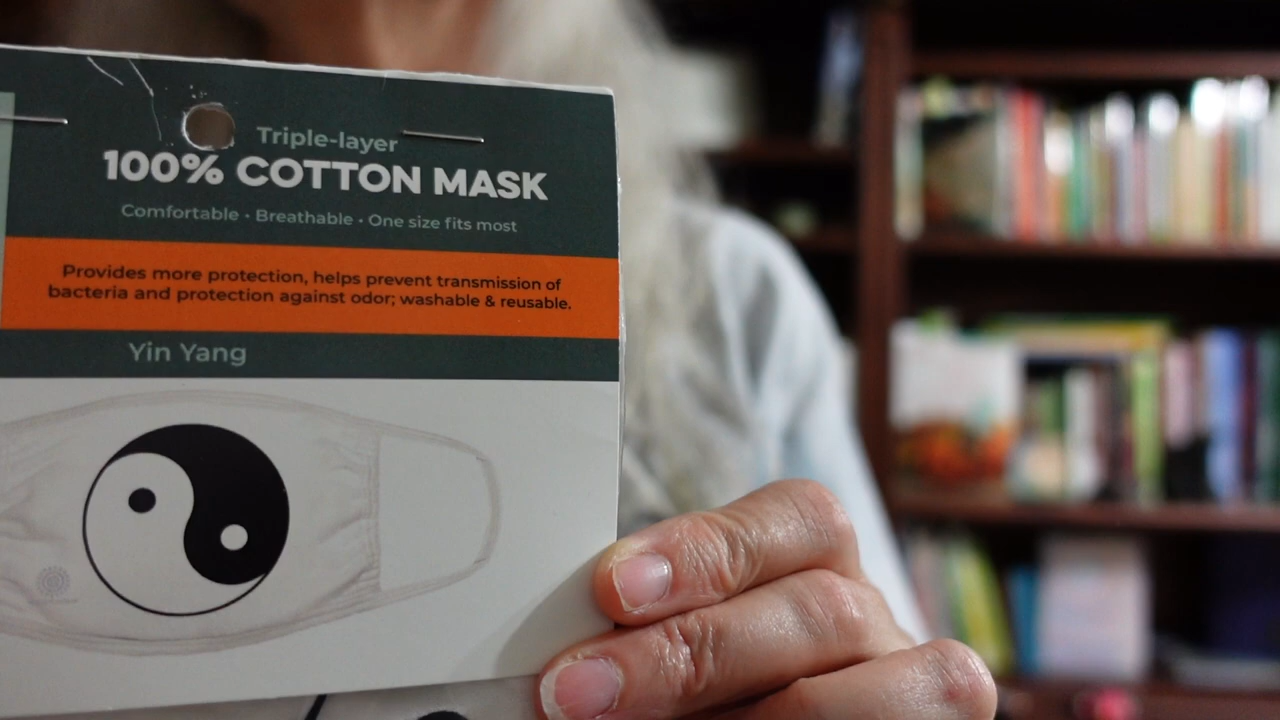 Triple-layer
100% COTTON MASK
Comfortable • Breathable • One size fits most
Provides more protection, helps prevent transmission of
bacteria and protection against odor; washable & reusable.
Yin Yang